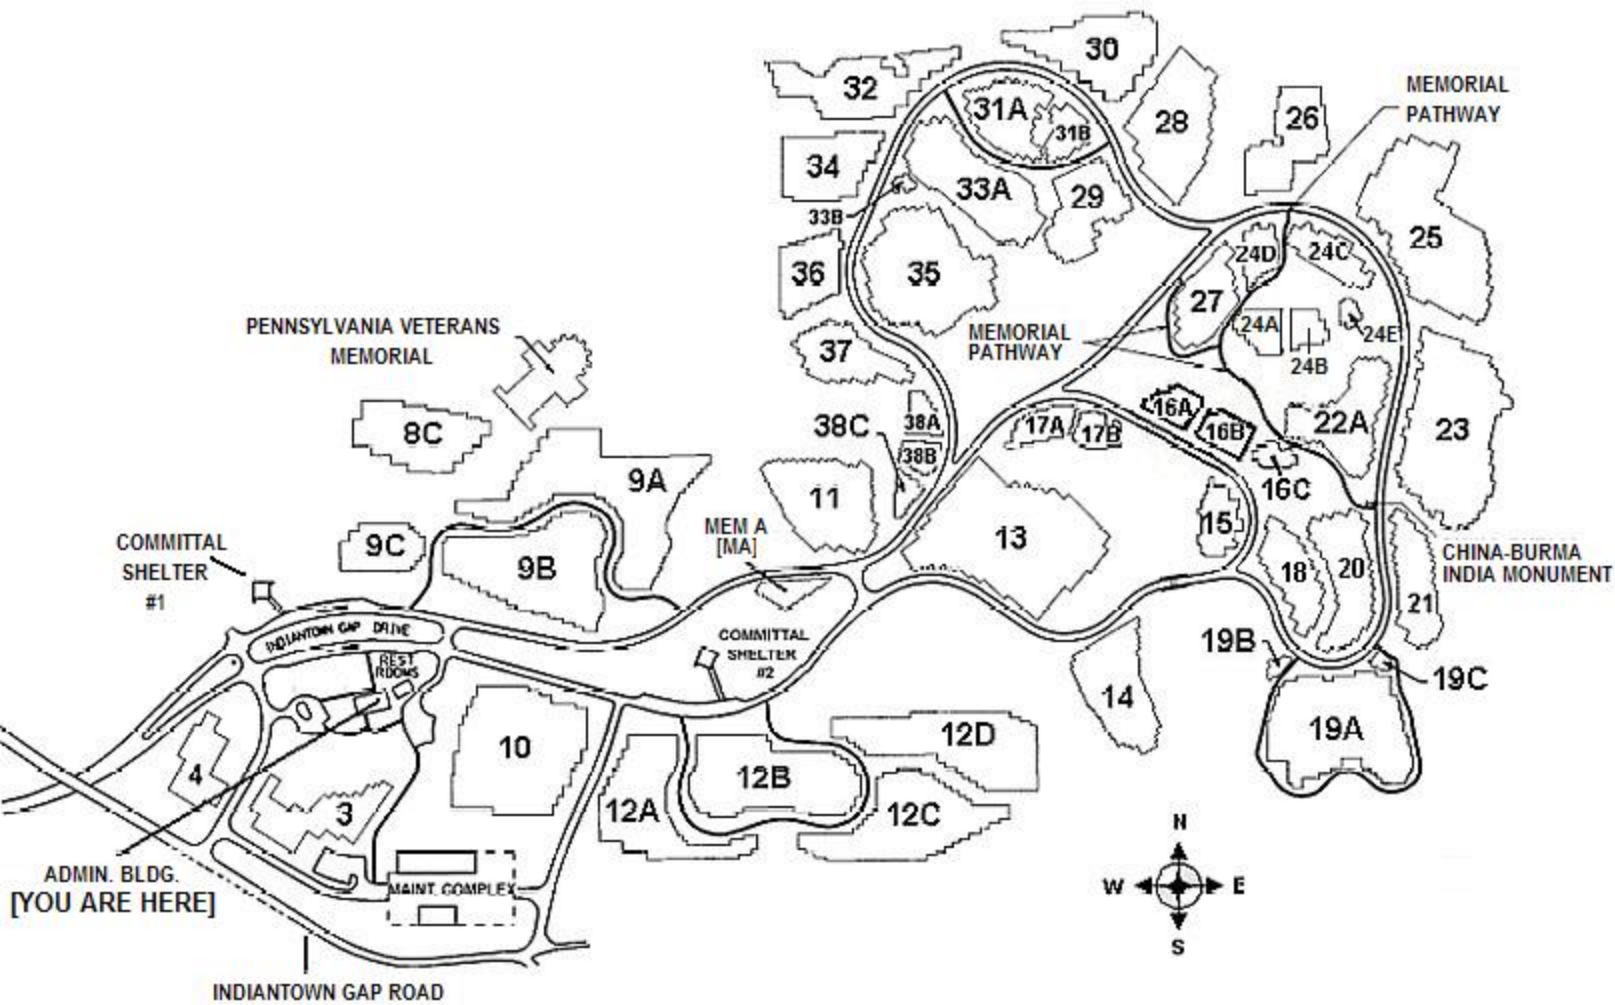 30
32
31A
31B
28
26
MEMORIAL
PATHWAY
34
33A
29
33B
25
36
35
24D
24C
27
24A
24B
24E
PENNSYLVANIA VETERANS
MEMORIAL
37
MEMORIAL
PATHWAY
8C
38C
38A
38B
17A
17B
16A
16B
22A
23
9A
11
16C
MEM A
[MA]
13
15
COMMITTAL
SHELTER
#1
9C
9B
18
20
21
CHINA-BURMA
INDIA MONUMENT
INDIANTOWN GAP DRIVE
COMMITTAL
SHELTER
#2
REST
ROOMS
14
19B
19C
19A
4
3
10
12A
12B
12D
12C
ADMIN. BLDG.
[YOU ARE HERE]
MAINT. COMPLEX
N
W
E
S
INDIANTOWN GAP ROAD